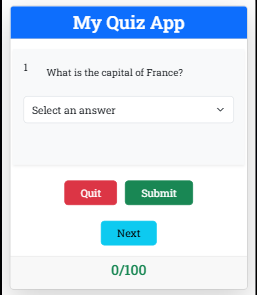 My Quiz App
1
What is the capital of France?
Select an answer
Quit
Submit
Next
0/100